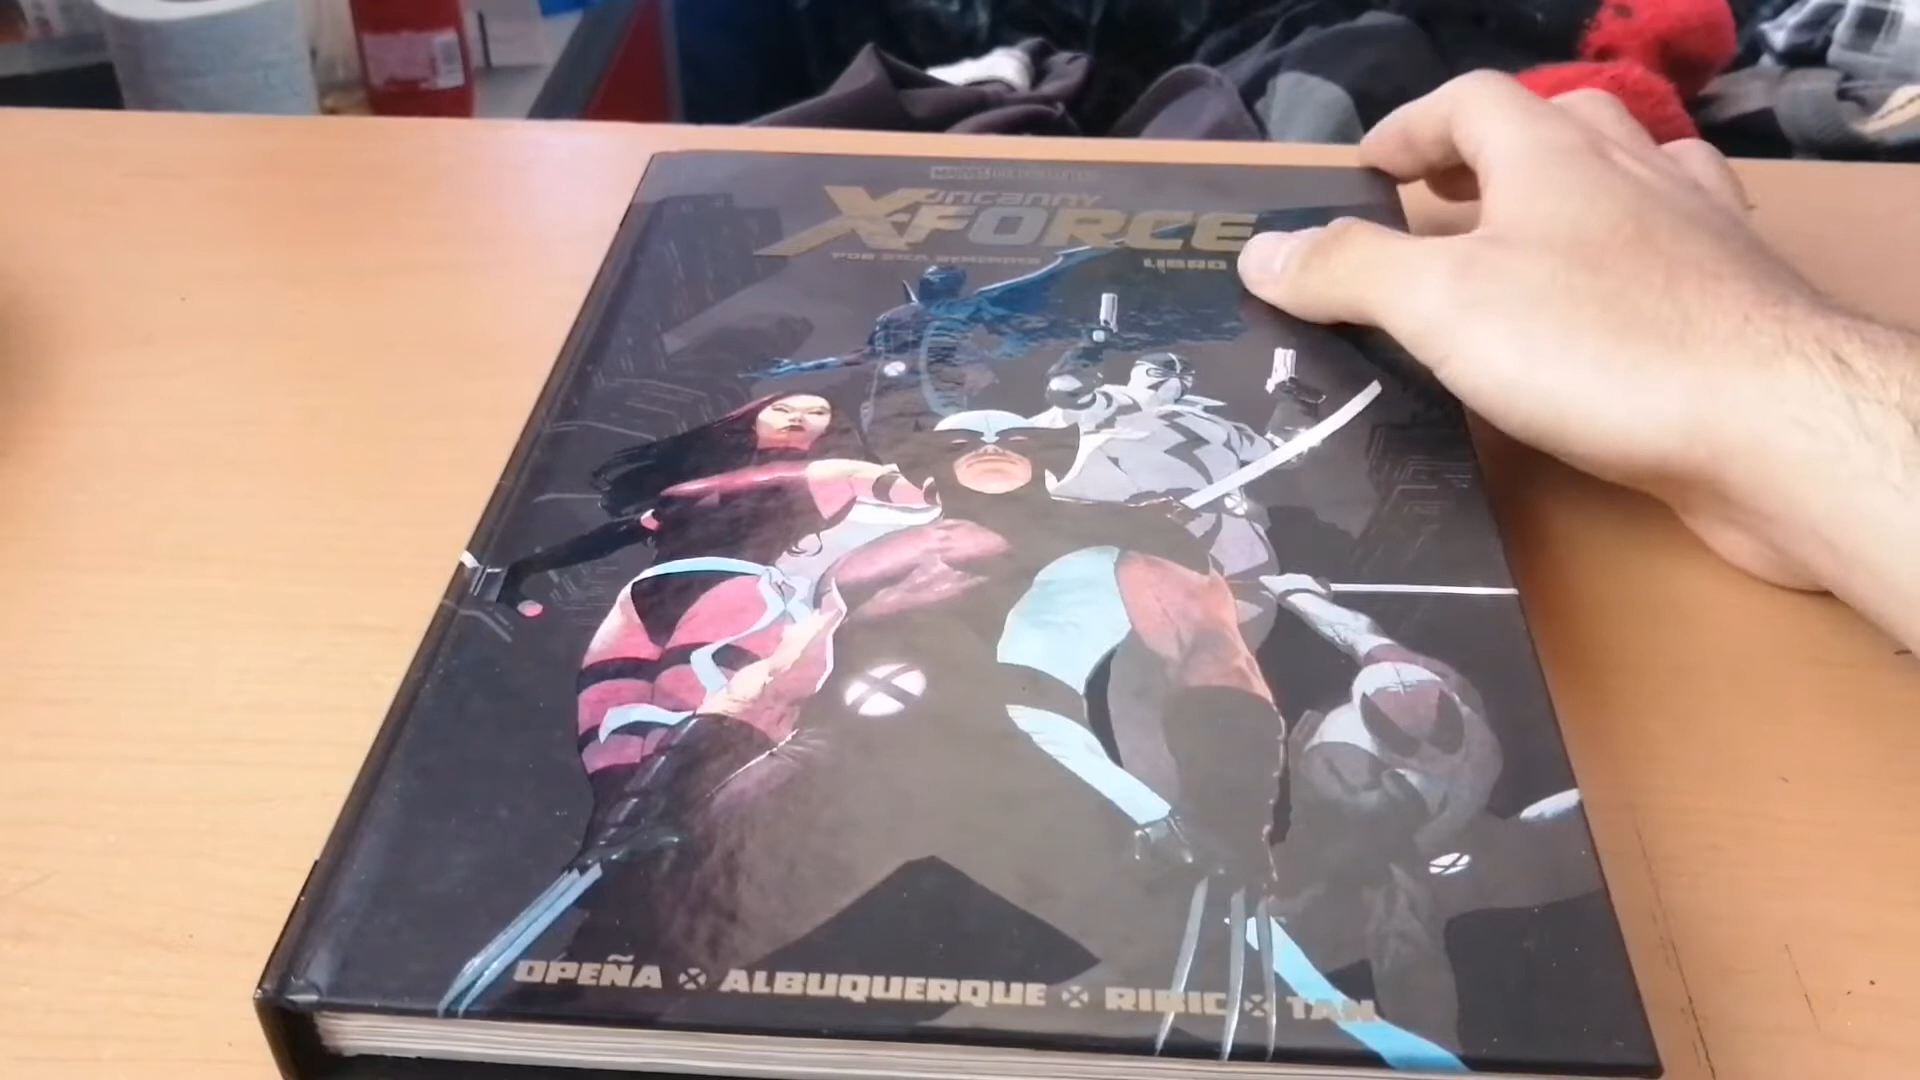 UNCANNY
X-FORCE
POR RICK REMENDER LIBRO
OPEÑA ALBUQUERQUE RIBIC TAN